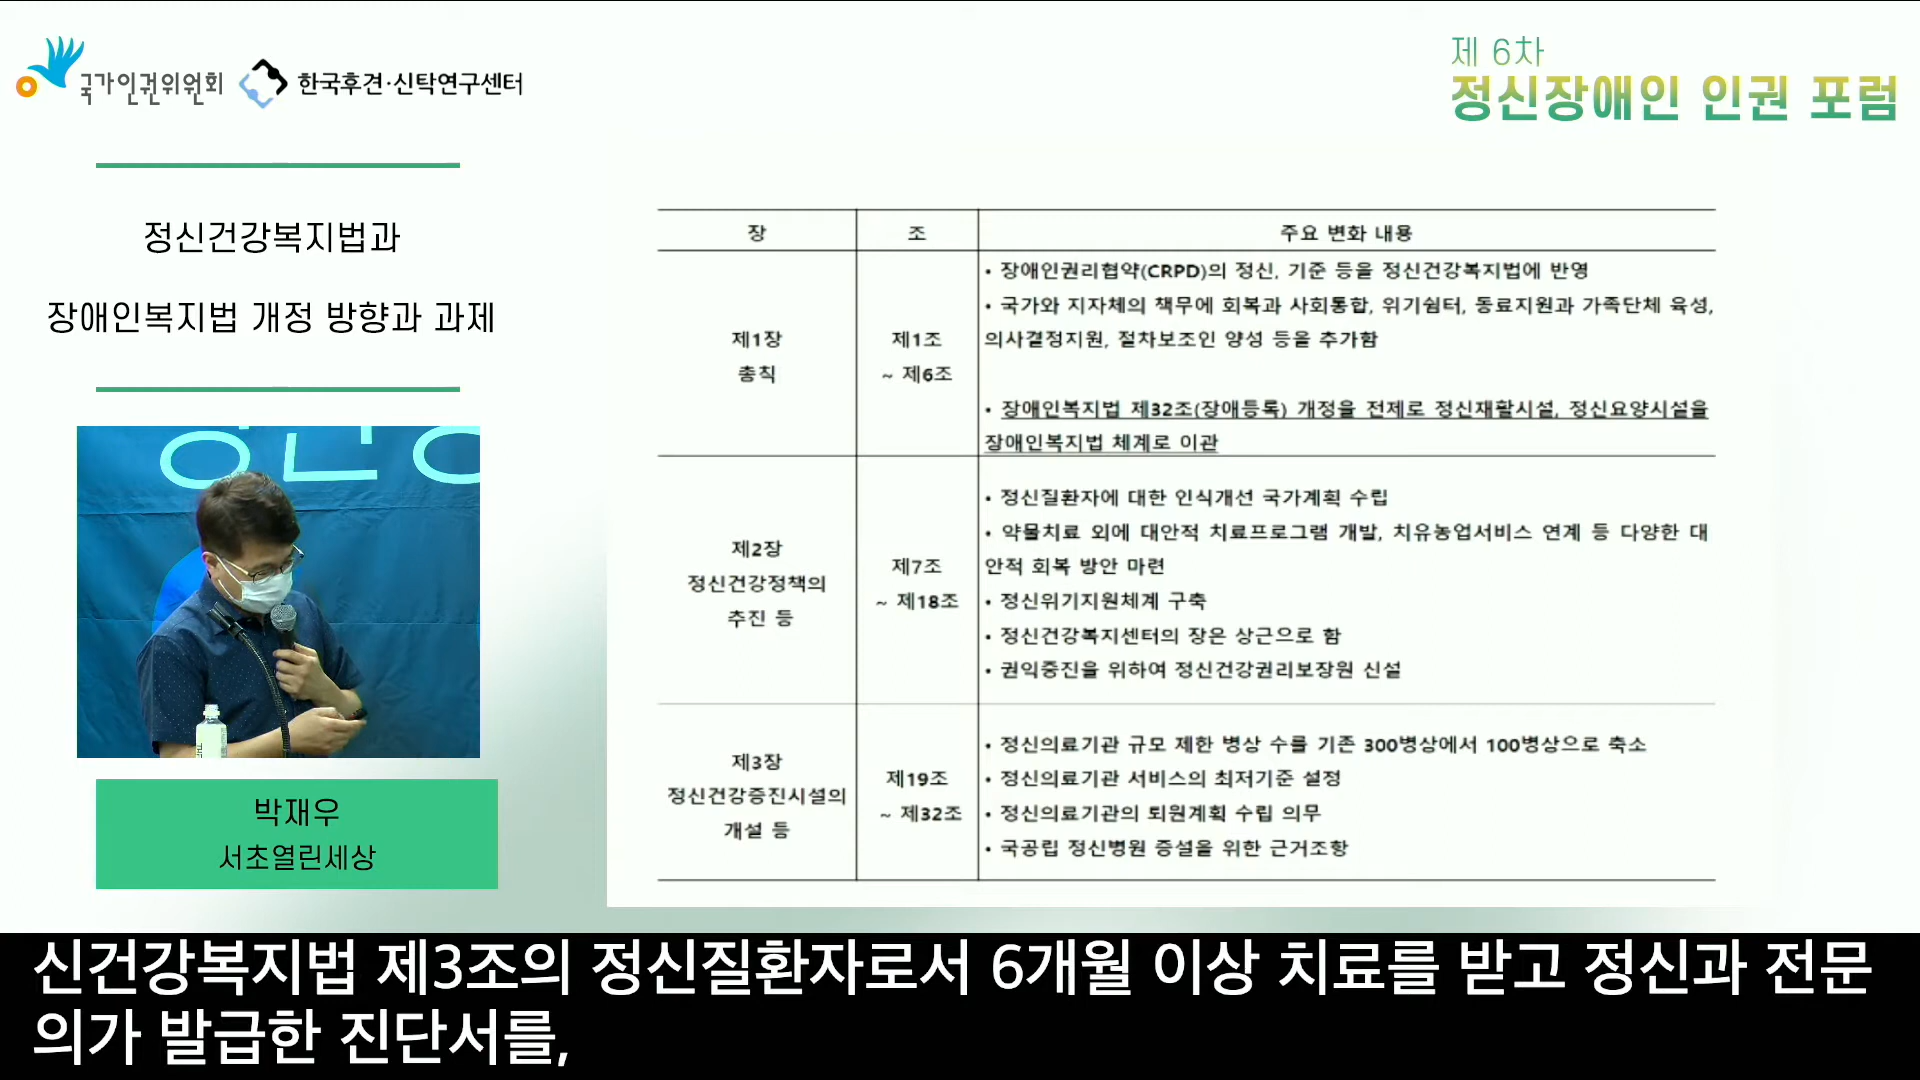 국가인권위원회
한국후견·신탁연구센터
제 6차
정신장애인 인권 포럼
정신건강복지법과
장애인복지법 개정 방향과 과제
박재우
서초열린세상
장 조 주요 변화 내용
제1장
총칙
제1조
~ 제6조
• 장애인권리협약(CRPD)의 정신, 기준 등을 정신건강복지법에 반영
• 국가와 지자체의 책무에 회복과 사회통합, 위기쉼터, 동료지원과 가족단체 육성,
의사결정지원, 절차보조인 양성 등을 추가함
• 장애인복지법 제32조(장애등록) 개정을 전제로 정신재활시설, 정신요양시설을
장애인복지법 체계로 이관
제2장
정신건강정책의
추진 등
제7조
~ 제18조
• 정신질환자에 대한 인식개선 국가계획 수립
• 약물치료 외에 대안적 치료프로그램 개발, 치유농업서비스 연계 등 다양한 대
안적 회복 방안 마련
• 정신위기지원체계 구축
• 정신건강복지센터의 장은 상근으로 함
• 권익증진을 위하여 정신건강권리보장원 신설
제3장
정신건강증진시설의
개설 등
제19조
~ 제32조
• 정신의료기관 규모 제한 병상 수를 기존 300병상에서 100병상으로 축소
• 정신의료기관 서비스의 최저기준 설정
• 정신의료기관의 퇴원계획 수립 의무
• 국공립 정신병원 증설을 위한 근거조항
신건강복지법 제3조의 정신질환자로서 6개월 이상 치료를 받고 정신과 전문
의가 발급한 진단서를,